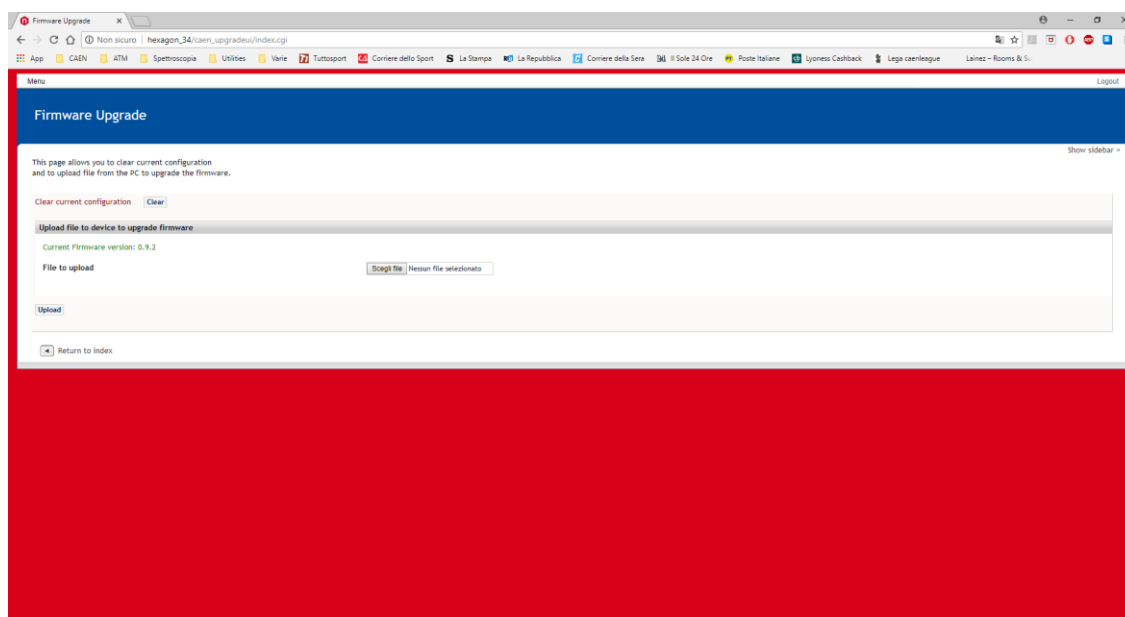 Firmware Upgrade
Non sicuro | hexagon_34/caen_upgradeui/index.cgi
App CAEN ATM Spettroscopia Utilities Varie Tuttosport Corriere dello Sport La Stampa La Repubblica Corriere della Sera Il Sole 24 Ore Poste Italiane Lyoness Cashback Lega caenleague Lainez – Rooms & Su
Menu Logout
Firmware Upgrade
Show sidebar »
This page allows you to clear current configuration
and to upload file from the PC to upgrade the firmware.
Clear current configuration Clear
Upload file to device to upgrade firmware
Current Firmware version: 0.9.2
File to upload Scegli file Nessun file selezionato
Upload
Return to index